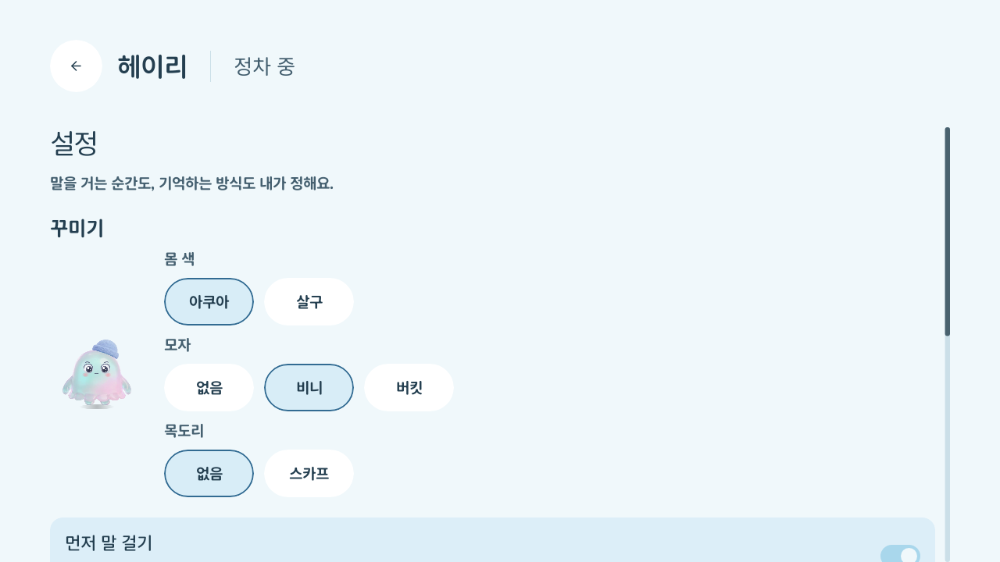 헤이리
정차 중
설정
말을 거는 순간도, 기억하는 방식도 내가 정해요.
꾸미기
몸 색
아쿠아
살구
모자
없음
비니
버킷
목도리
없음
스카프
먼저 말 걸기